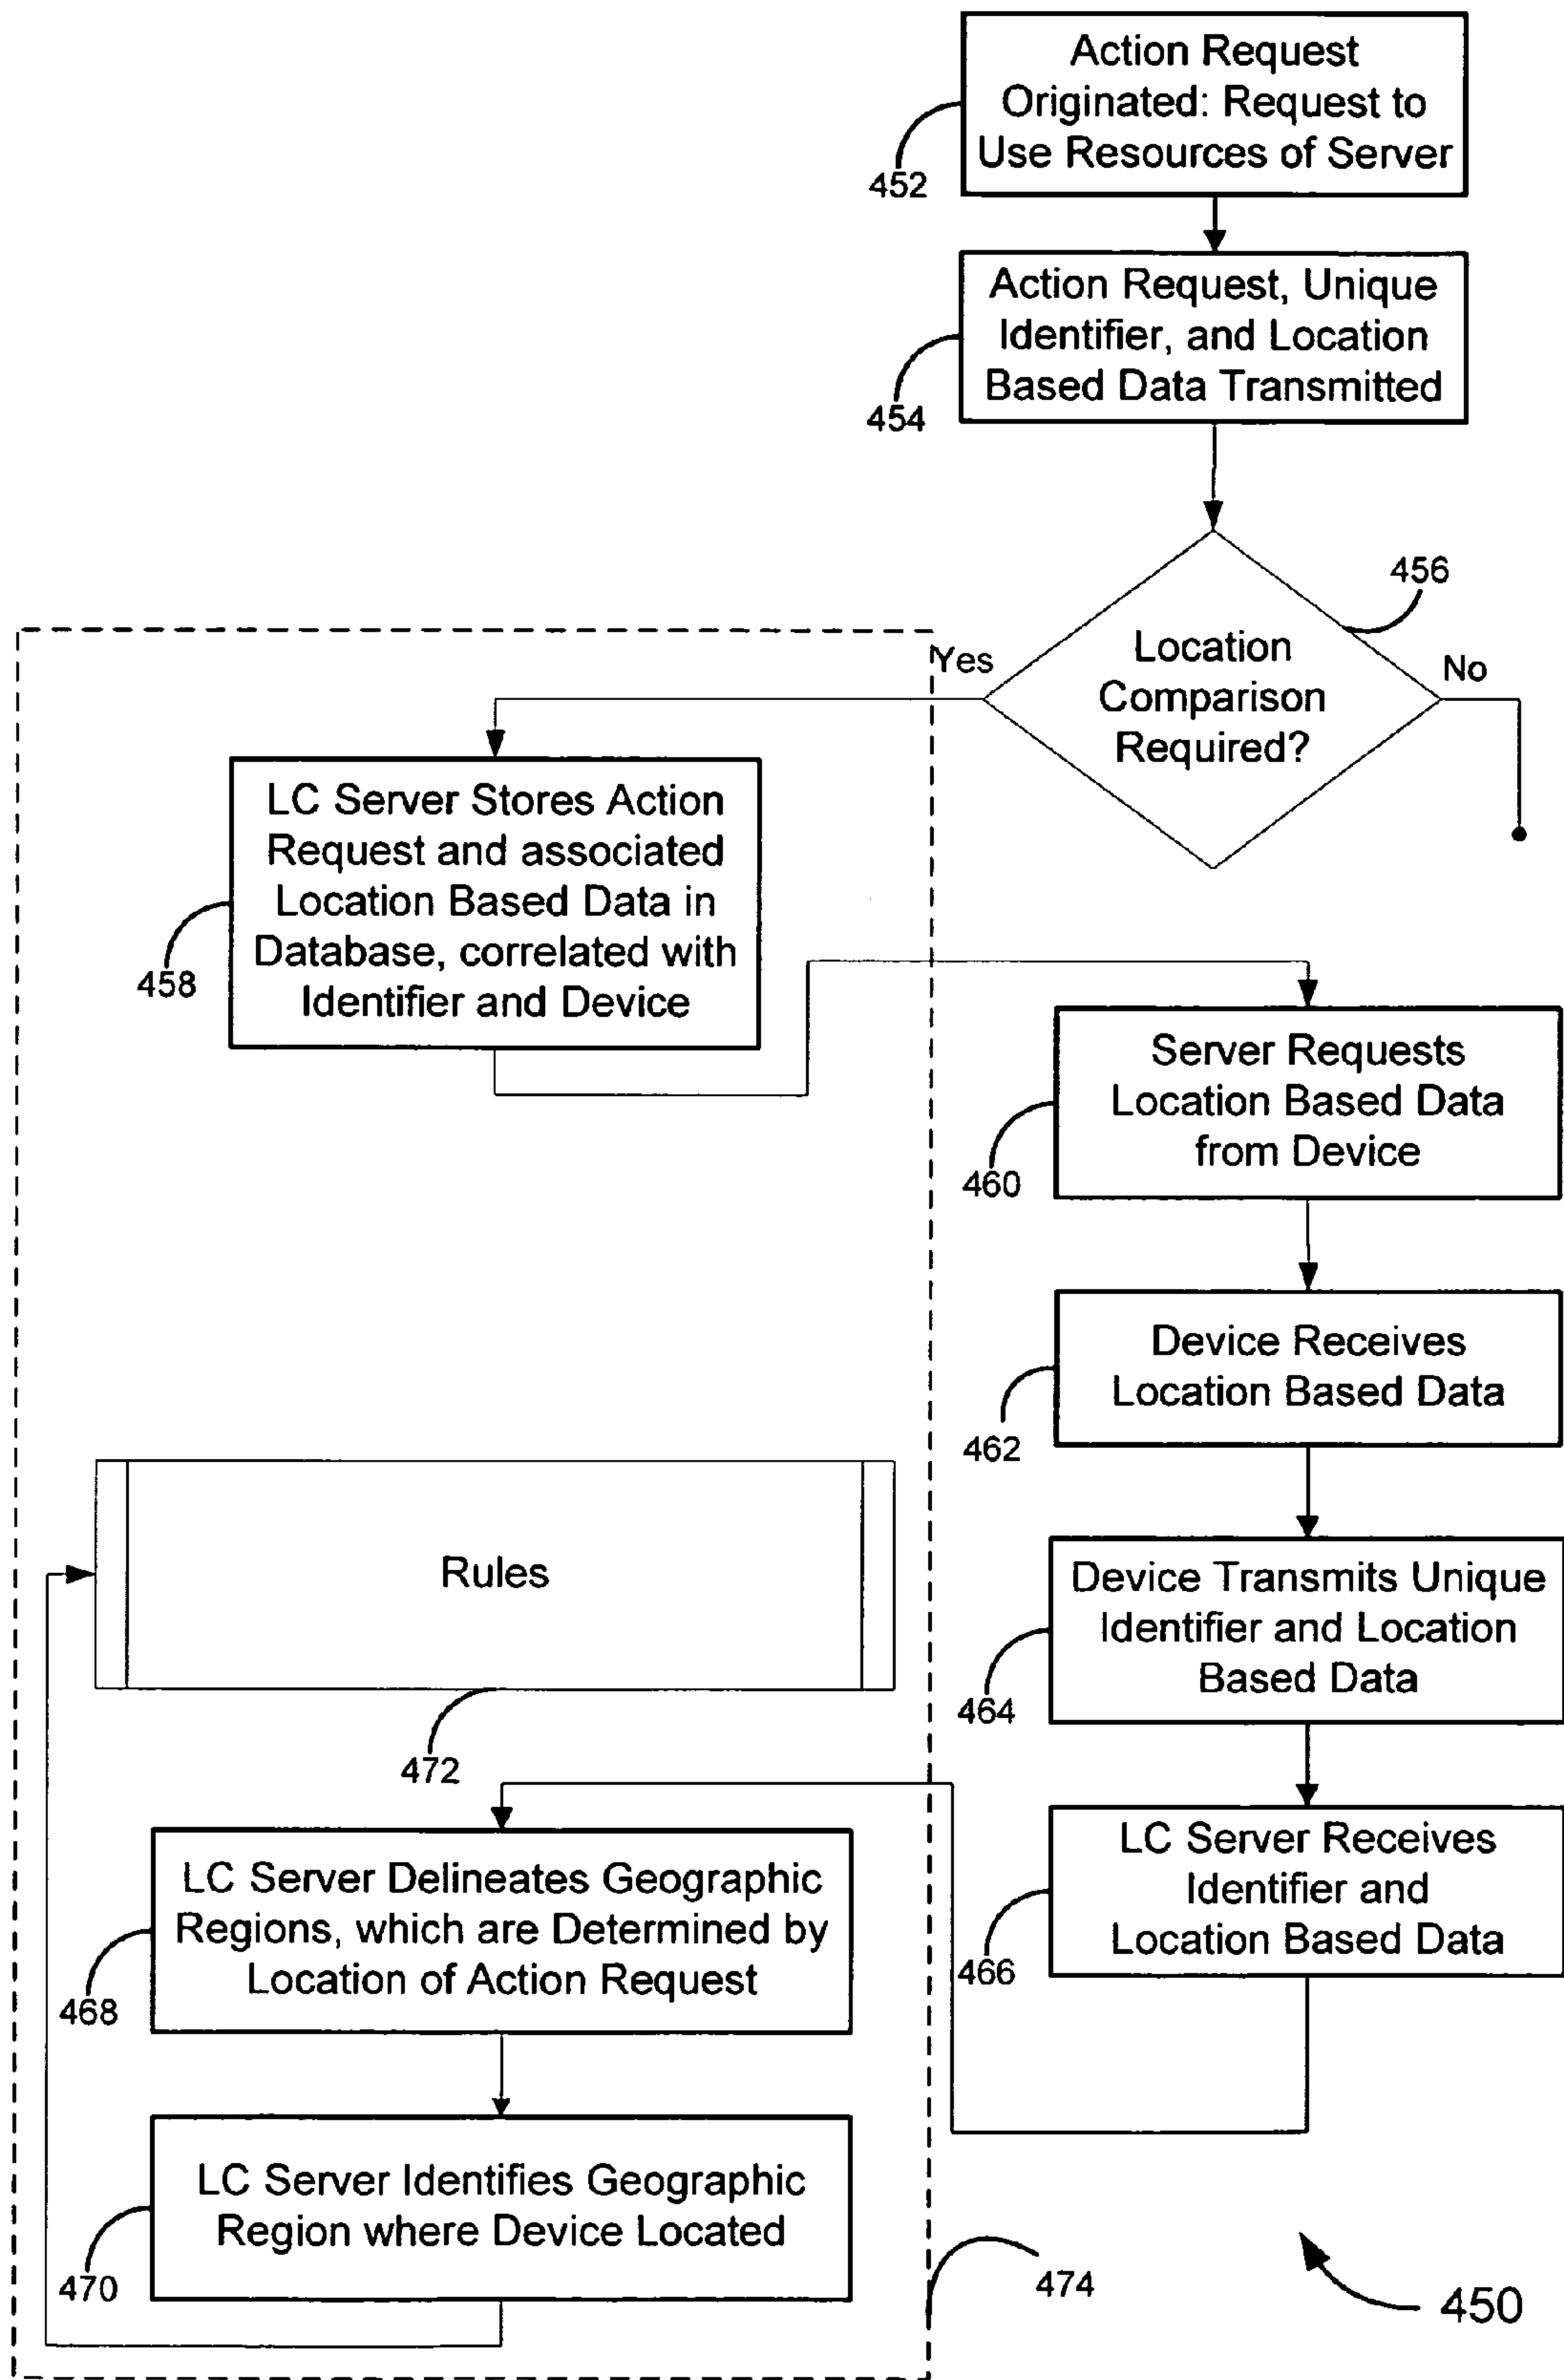 Action Request
Originated: Request to
Use Resources of Server
452
Action Request, Unique
Identifier, and Location
Based Data Transmitted
454
456
Location
Comparison
Required?
Yes
No
LC Server Stores Action
Request and associated
Location Based Data in
Database, correlated with
Identifier and Device
458
Server Requests
Location Based Data
from Device
460
Device Receives
Location Based Data
462
Rules
472
Device Transmits Unique
Identifier and Location
Based Data
464
LC Server Receives
Identifier and
Location Based Data
466
LC Server Delineates Geographic
Regions, which are Determined by
Location of Action Request
468
LC Server Identifies Geographic
Region where Device Located
470
474
450